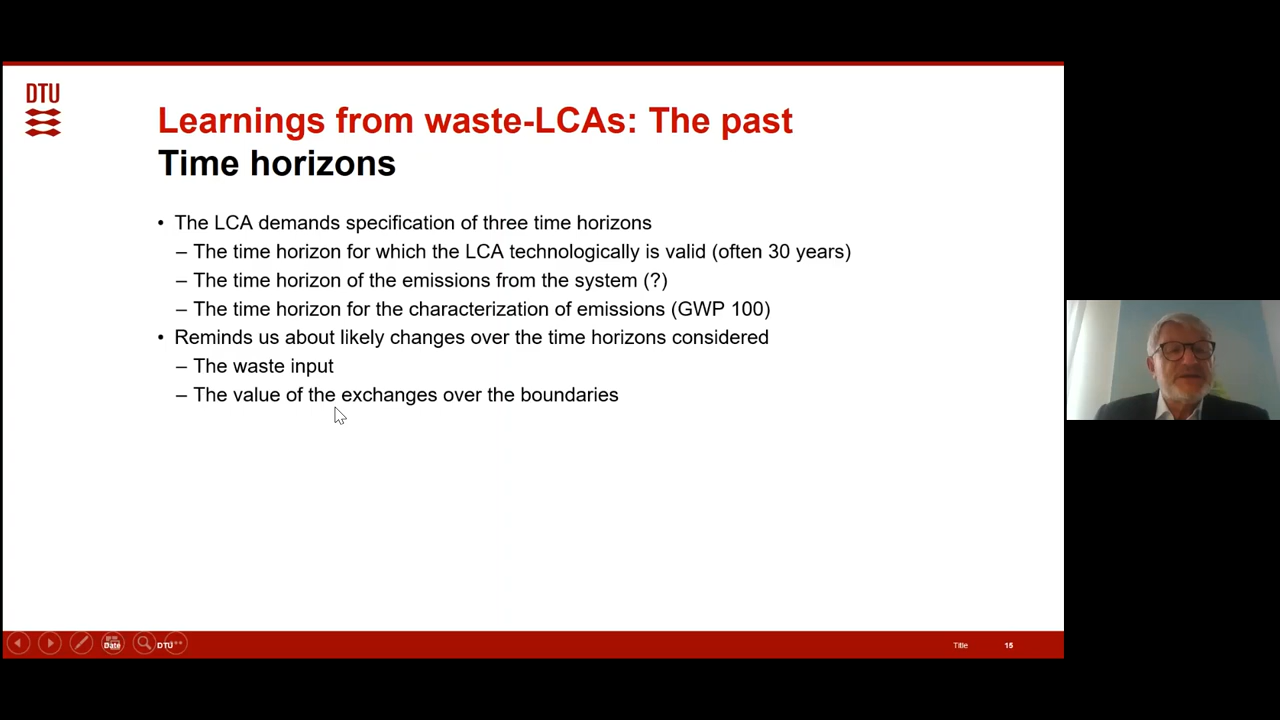 DTU
Learnings from waste-LCAs: The past
Time horizons
• The LCA demands specification of three time horizons
– The time horizon for which the LCA technologically is valid (often 30 years)
– The time horizon of the emissions from the system (?)
– The time horizon for the characterization of emissions (GWP 100)
• Reminds us about likely changes over the time horizons considered
– The waste input
– The value of the exchanges over the boundaries
Date DTU Title 15